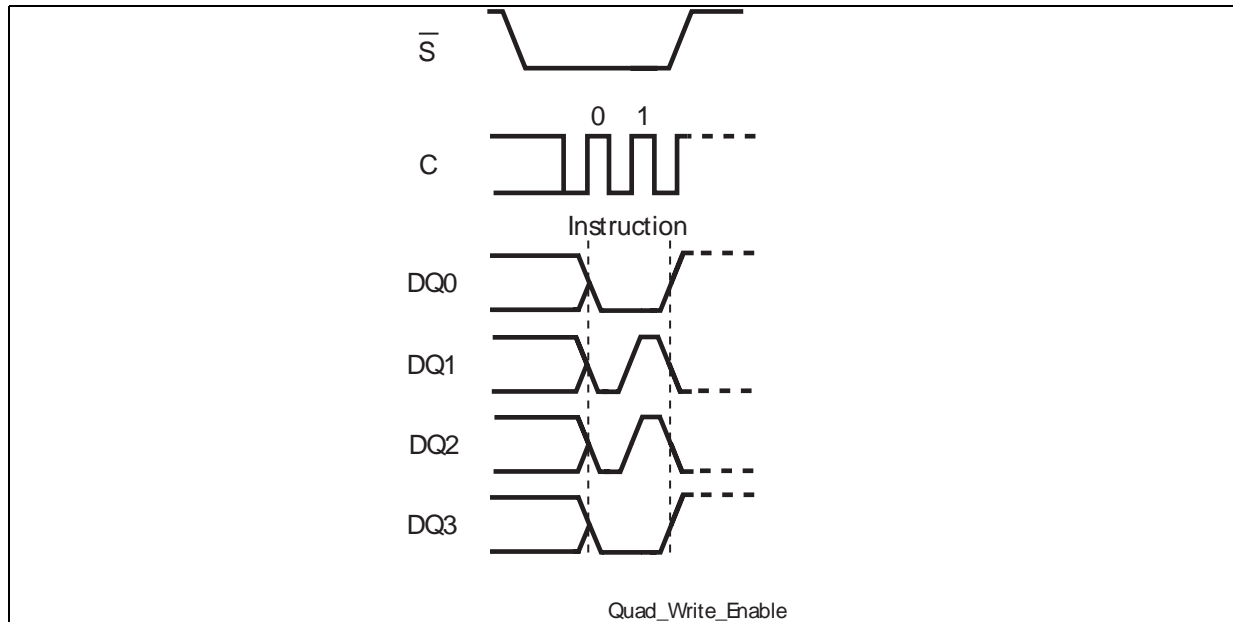 S̅
0 1
C
Instruction
DQ0
DQ1
DQ2
DQ3
Quad_Write_Enable